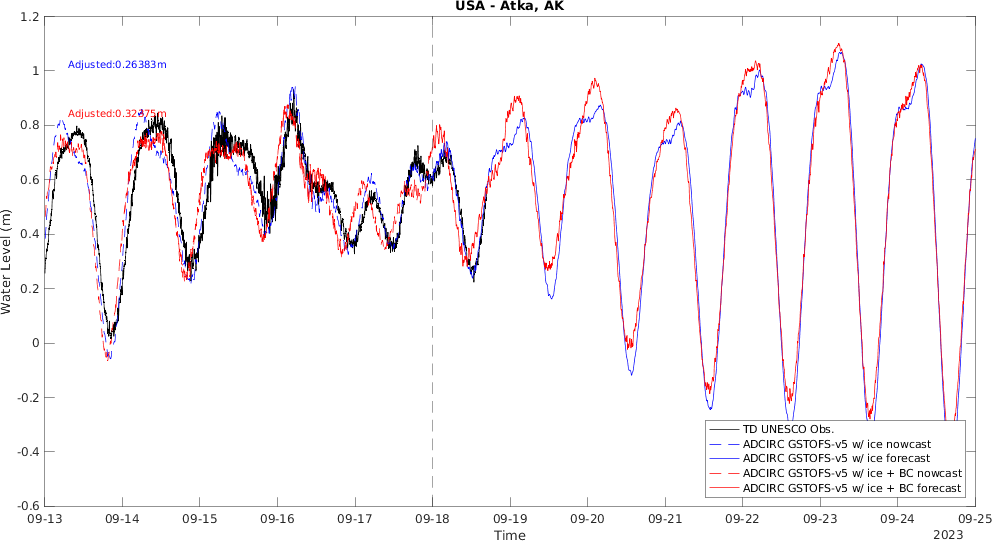 USA - Atka, AK
1.2
1
0.8
0.6
0.4
0.2
0
-0.2
-0.4
-0.6
Water Level (m)
Adjusted:0.26383m
Adjusted:0.32375m
TD UNESCO Obs.
ADCIRC GSTOFS-v5 w/ ice nowcast
ADCIRC GSTOFS-v5 w/ ice forecast
ADCIRC GSTOFS-v5 w/ ice + BC nowcast
ADCIRC GSTOFS-v5 w/ ice + BC forecast
09-13 09-14 09-15 09-16 09-17 09-18 09-19 09-20 09-21 09-22 09-23 09-24 09-25
Time
2023